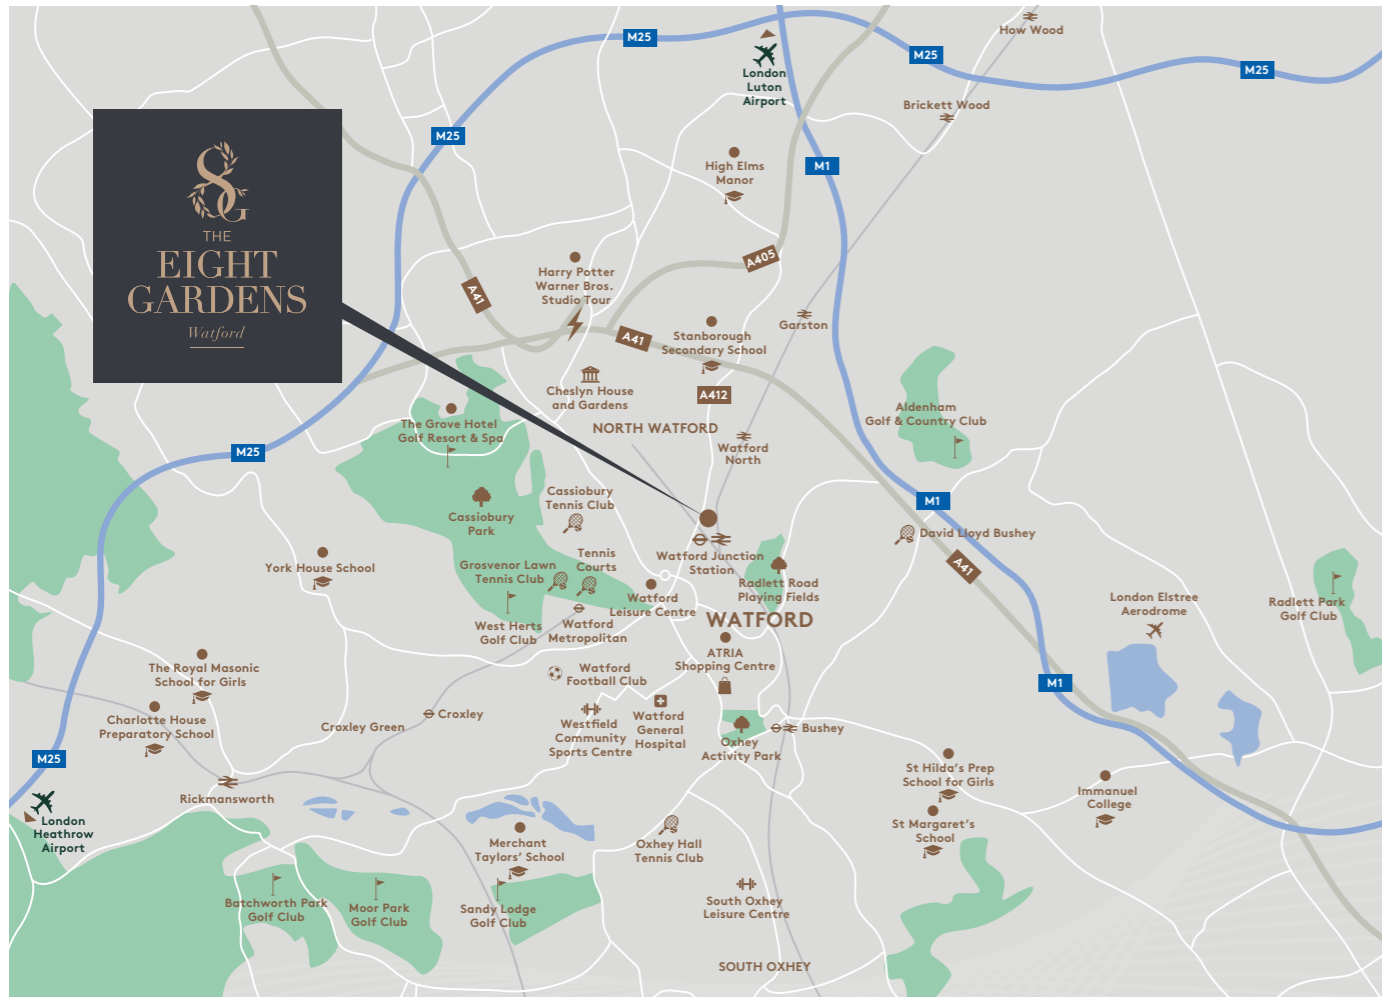 How Wood
M25
M25
M25
London
Luton
Airport
Brickett Wood
M25
M1
High Elms
Manor
THE
EIGHT
GARDENS
Watford
A405
Harry Potter
Warner Bros.
Studio Tour
A41
Garston
A41
Stanborough
Secondary School
A412
Cheslyn House
and Gardens
Aldenham
Golf & Country Club
The Grove Hotel
Golf Resort & Spa
NORTH WATFORD
Watford
North
M25
Cassiobury
Tennis Club
M1
Cassiobury
Park
David Lloyd Bushey
Watford Junction
Station
Tennis
Courts
York House School
Grosvenor Lawn
Tennis Club
A41
Radlett Road
Playing Fields
London Elstree
Aerodrome
Radlett Park
Golf Club
Watford
Leisure Centre
West Herts
Golf Club
Watford
Metropolitan
WATFORD
ATRIA
Shopping Centre
The Royal Masonic
School for Girls
Watford
Football Club
M1
Charlotte House
Preparatory School
Croxley Green
Croxley
Westfield
Community
Sports Centre
Watford
General
Hospital
Oxhey
Activity Park
Bushey
M25
St Hilda's Prep
School for Girls
Immanuel
College
Rickmansworth
London
Heathrow
Airport
St Margaret's
School
Merchant
Taylors' School
Oxhey Hall
Tennis Club
Batchworth Park
Golf Club
Moor Park
Golf Club
Sandy Lodge
Golf Club
South Oxhey
Leisure Centre
SOUTH OXHEY